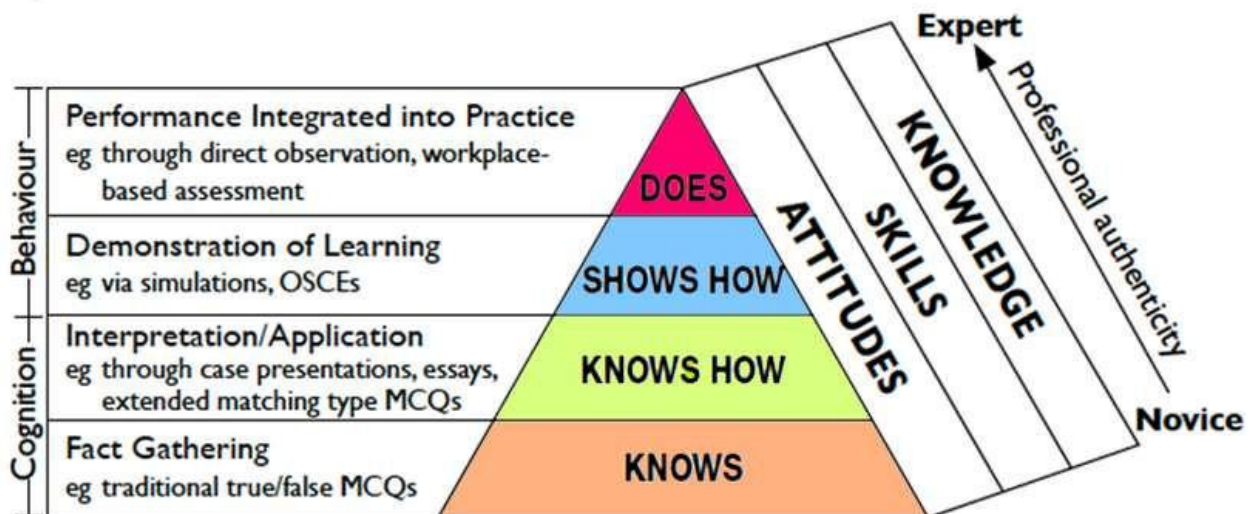 Behaviour
Cognition
Performance Integrated into Practice
eg through direct observation, workplace-
based assessment
Demonstration of Learning
eg via simulations, OSCEs
Interpretation/Application
eg through case presentations, essays,
extended matching type MCQs
Fact Gathering
eg traditional true/false MCQs
DOES
SHOWS HOW
KNOWS HOW
KNOWS
ATTITUDES
SKILLS
KNOWLEDGE
Expert
Professional authenticity
Novice